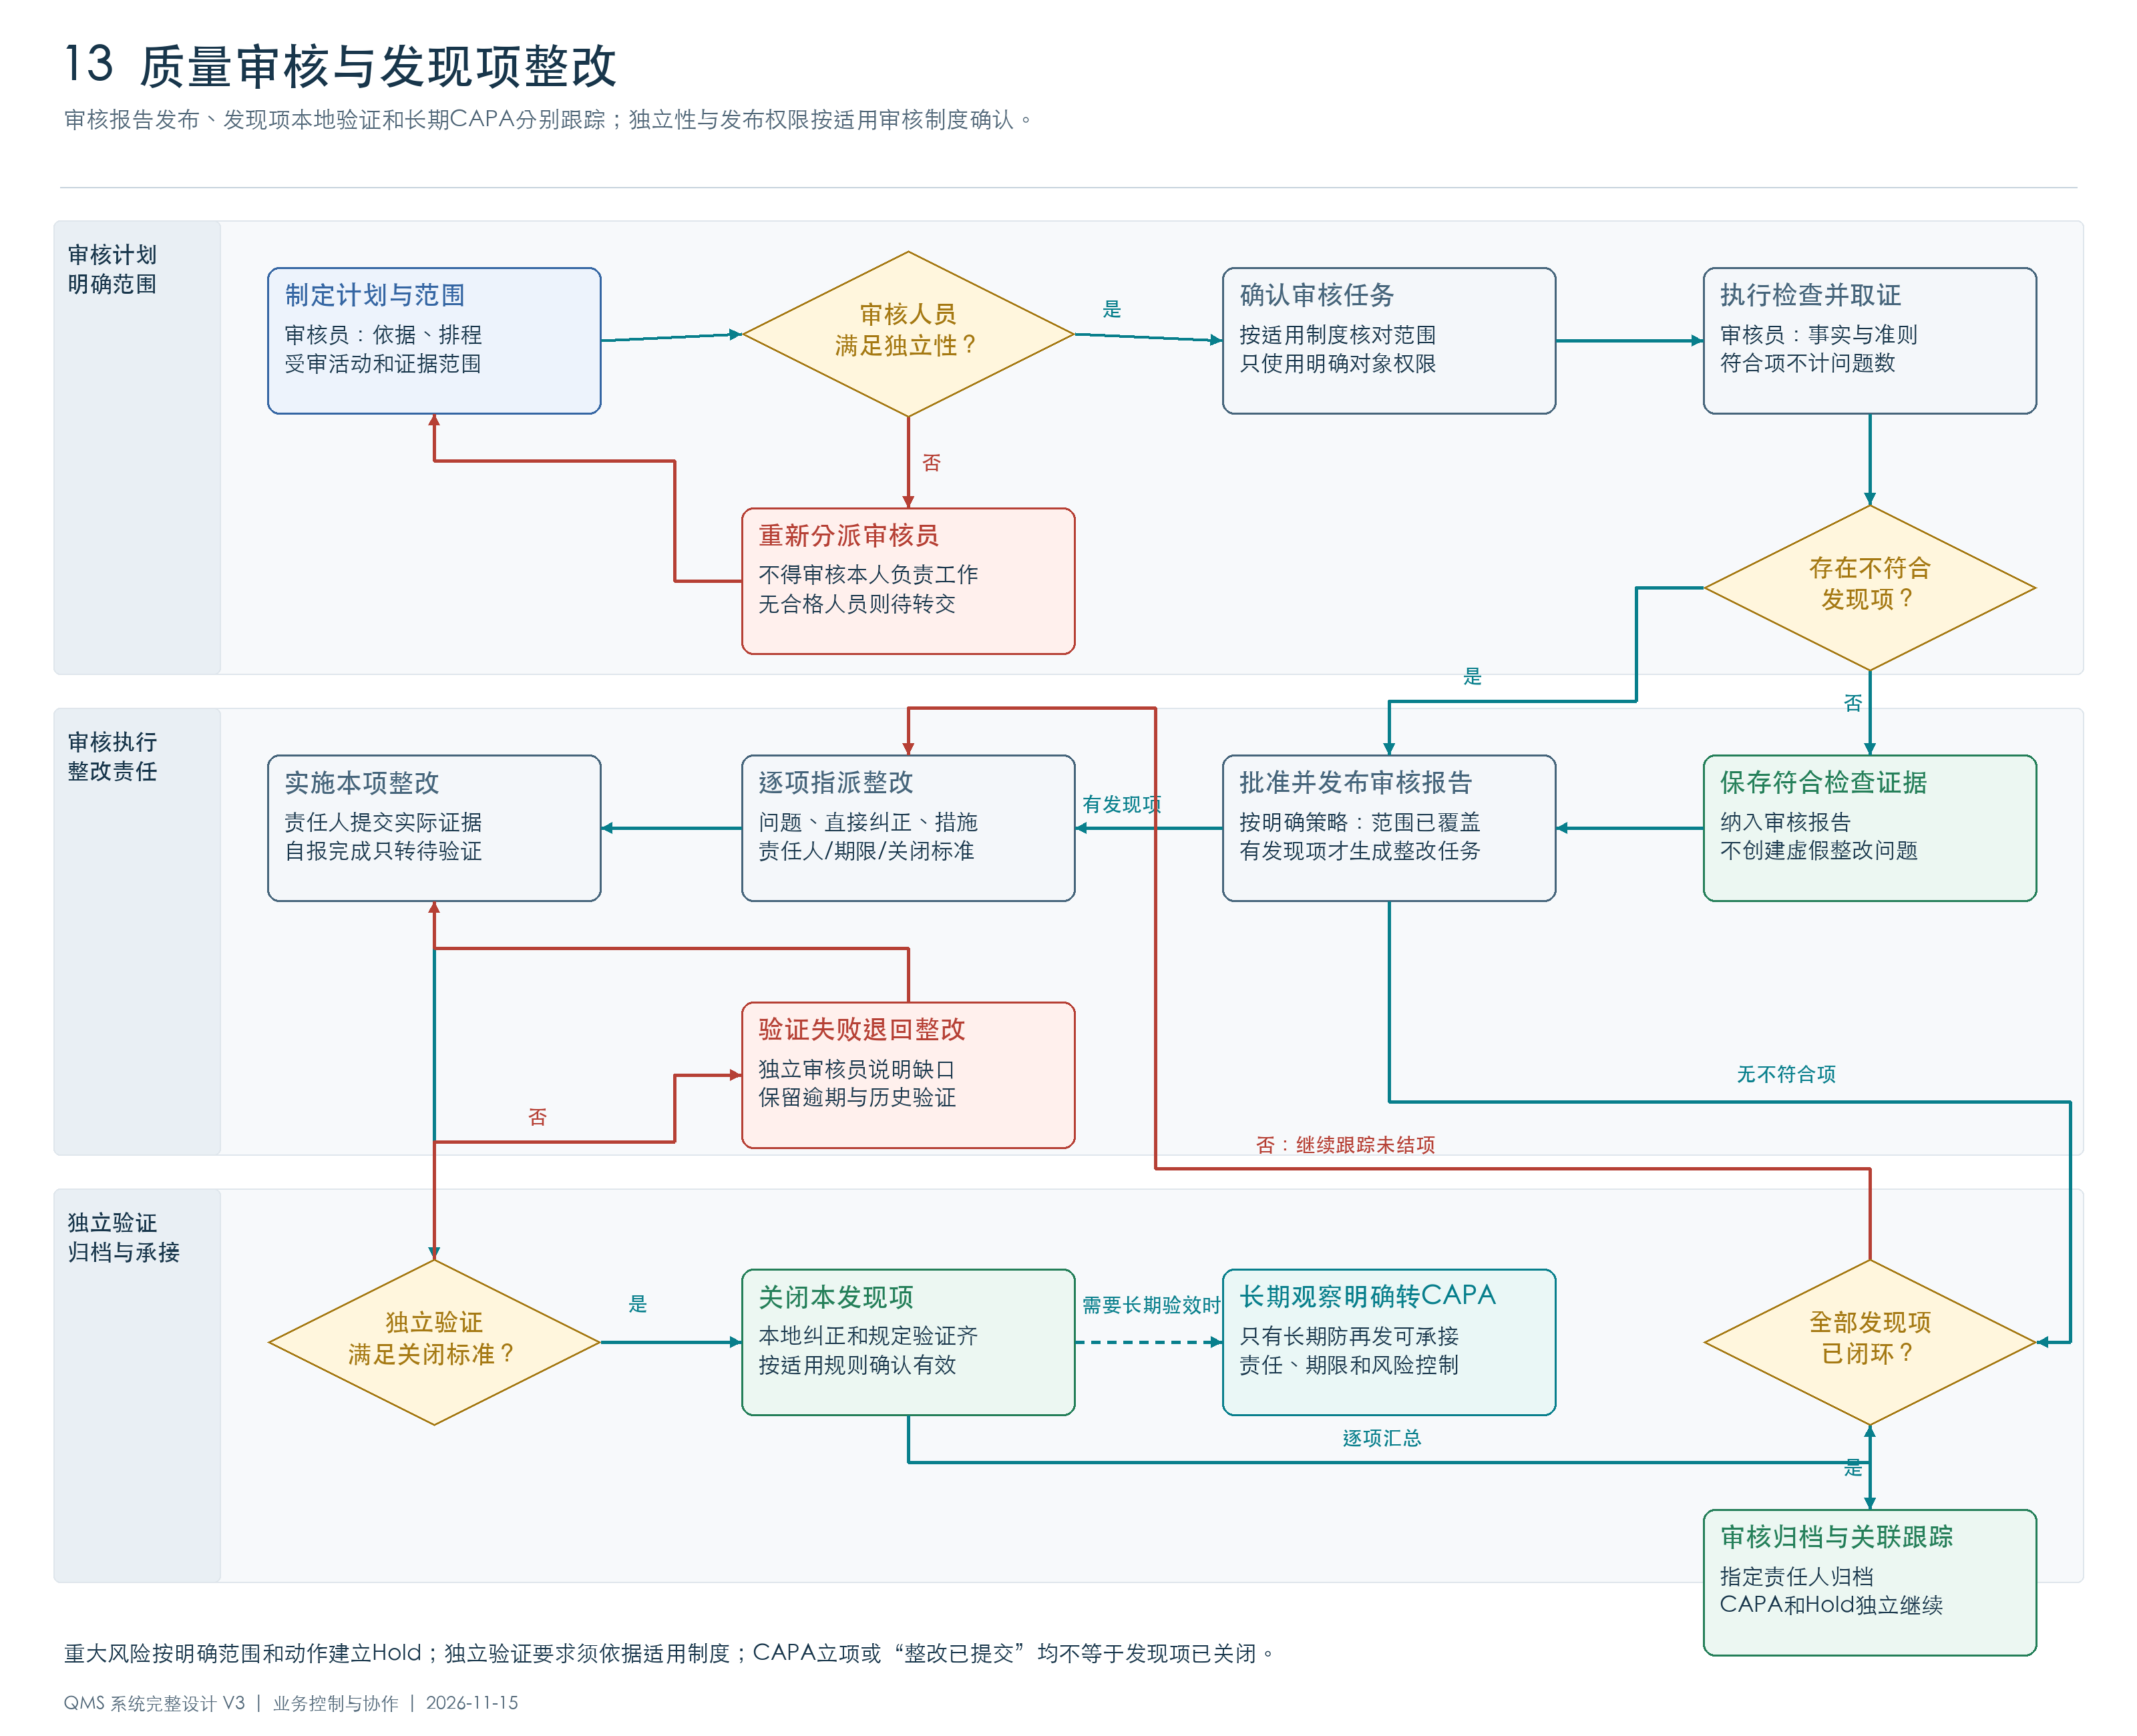 13 质量审核与发现项整改
审核报告发布、发现项本地验证和长期CAPA分别跟踪；独立性与发布权限按适用审核制度确认。
审核计划
明确范围
制定计划与范围
审核员：依据、排程
受审活动和证据范围
审核人员
满足独立性？
是
确认审核任务
按适用制度核对范围
只使用明确对象权限
执行检查并取证
审核员：事实与准则
符合项不计问题数
否
重新分派审核员
不得审核本人负责工作
无合格人员则待转交
存在不符合
发现项？
是
否
审核执行
整改责任
实施本项整改
责任人提交实际证据
自报完成只转待验证
逐项指派整改
问题、直接纠正、措施
责任人/期限/关闭标准
有发现项
批准并发布审核报告
按明确策略：范围已覆盖
有发现项才生成整改任务
保存符合检查证据
纳入审核报告
不创建虚假整改问题
验证失败退回整改
独立审核员说明缺口
保留逾期与历史验证
无不符合项
否
否：继续跟踪未结项
独立验证
归档与承接
独立验证
满足关闭标准？
是
关闭本发现项
本地纠正和规定验证齐
按适用规则确认有效
需要长期验效时
长期观察明确转CAPA
只有长期防再发可承接
责任、期限和风险控制
全部发现项
已闭环？
逐项汇总
是
审核归档与关联跟踪
指定责任人归档
CAPA和Hold独立继续
重大风险按明确范围和动作建立Hold；独立验证要求须依据适用制度；CAPA立项或“整改已提交”均不等于发现项已关闭。
QMS 系统完整设计 V3 | 业务控制与协作 | 2026-11-15